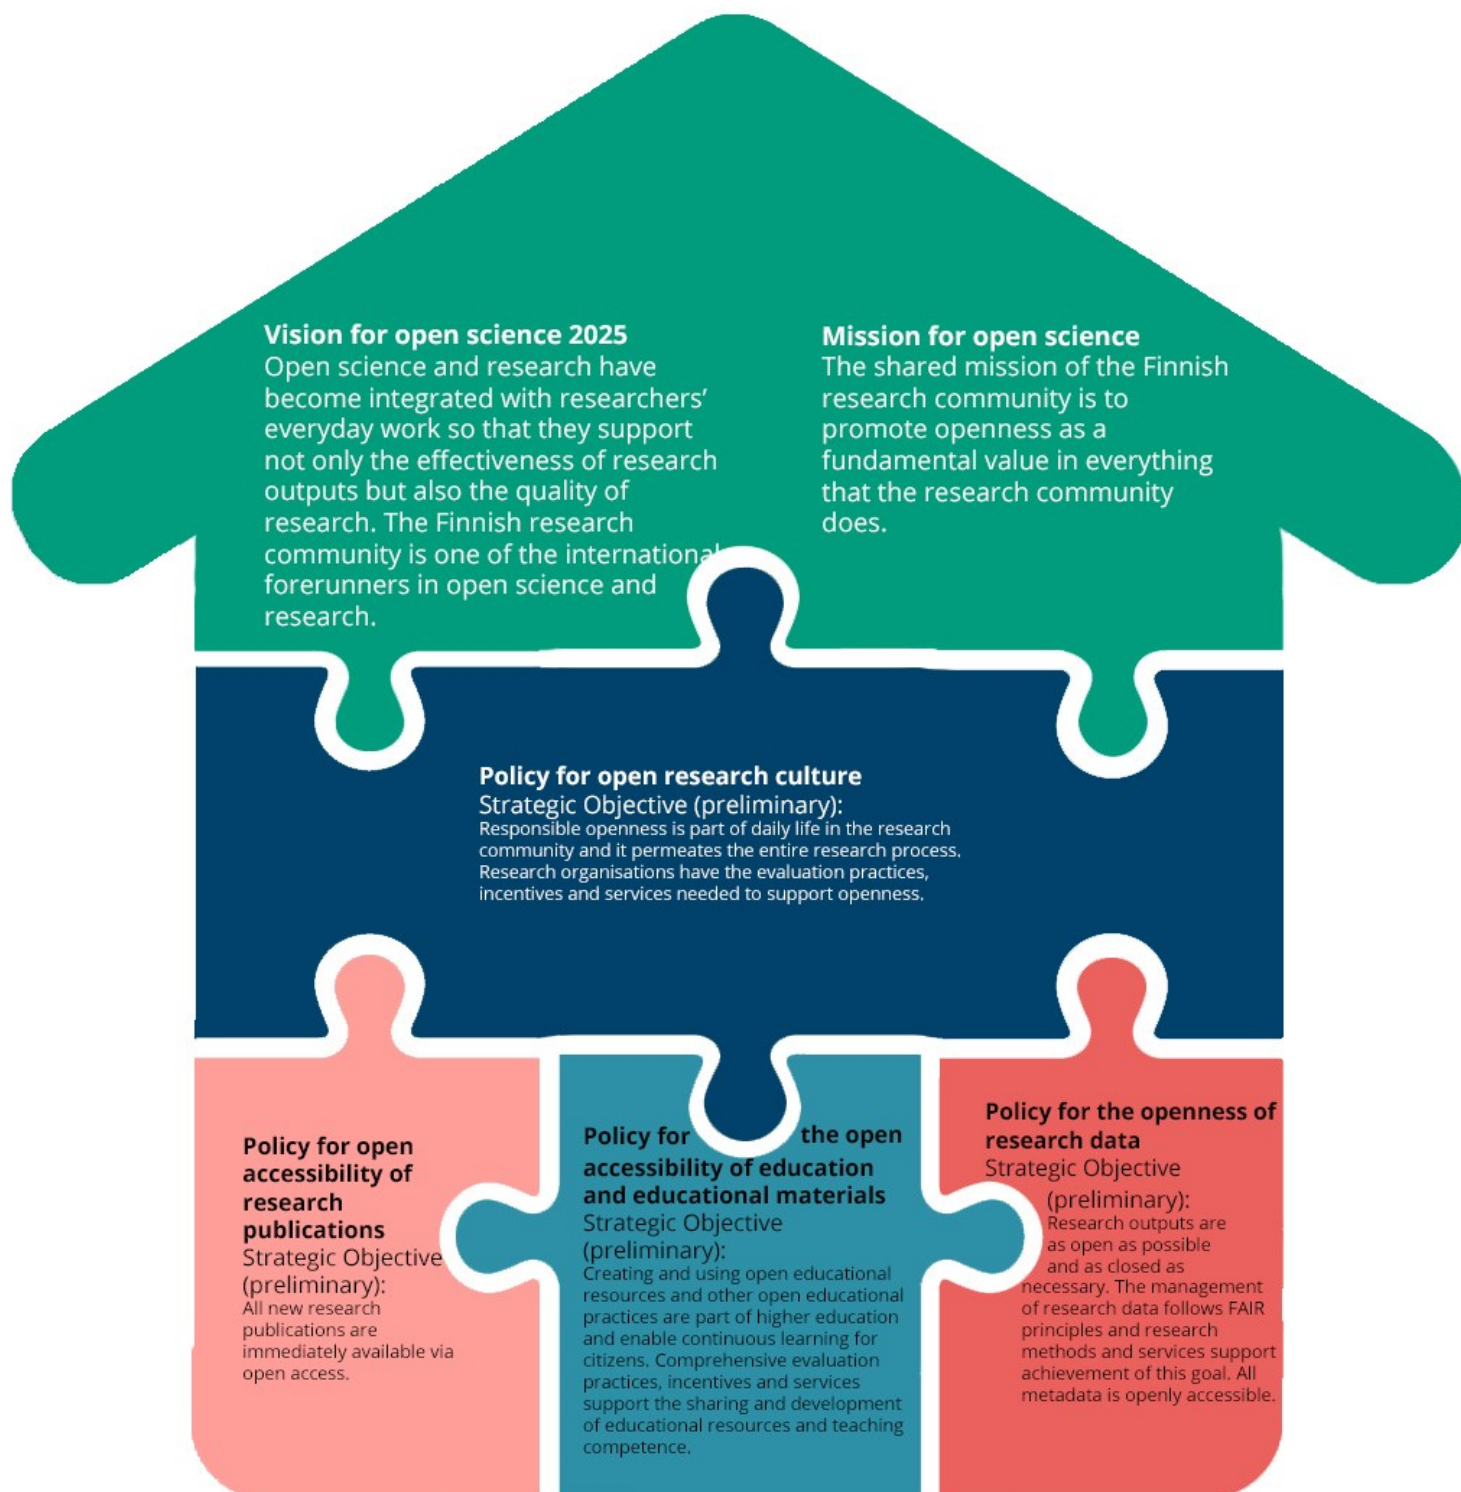 Vision for open science 2025
Open science and research have
become integrated with researchers’
everyday work so that they support
not only the effectiveness of research
outputs but also the quality of
research. The Finnish research
community is one of the international
forerunners in open science and
research.
Mission for open science
The shared mission of the Finnish
research community is to
promote openness as a
fundamental value in everything
that the research community
does.
Policy for open research culture
Strategic Objective (preliminary):
Responsible openness is part of daily life in the research
community and it permeates the entire research process.
Research organisations have the evaluation practices,
incentives and services needed to support openness.
Policy for open
accessibility of
research
publications
Strategic Objective
(preliminary):
All new research
publications are
immediately available via
open access.
Policy for the open
accessibility of education
and educational materials
Strategic Objective
(preliminary):
Creating and using open educational
resources and other open educational
practices are part of higher education
and enable continuous learning for
citizens. Comprehensive evaluation
practices, incentives and services
support the sharing and development
of educational resources and teaching
competence.
Policy for the openness of
research data
Strategic Objective
(preliminary):
Research outputs are
as open as possible
and as closed as
necessary. The management
of research data follows FAIR
principles and research
methods and services support
achievement of this goal. All
metadata is openly accessible.